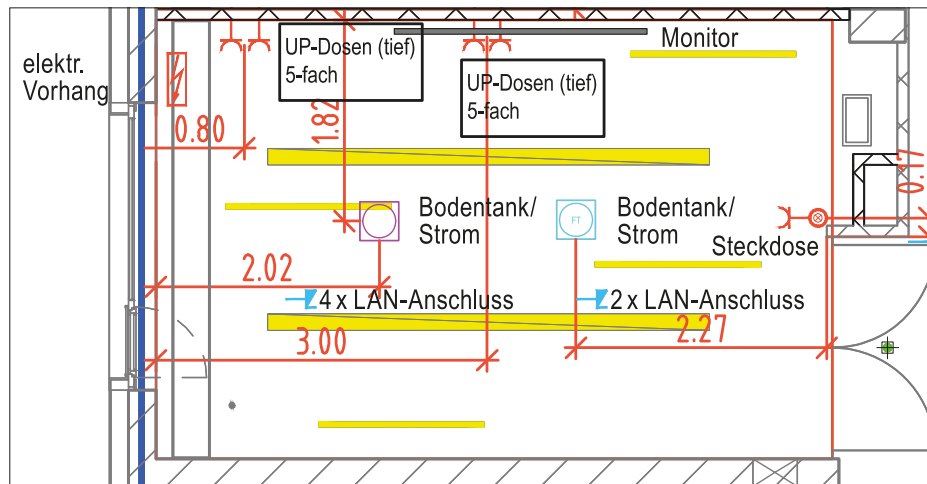 elektr.
Vorhang
UP-Dosen (tief)
5-fach
UP-Dosen (tief)
5-fach
Monitor
0.80
1.82
0.17
Bodentank/
Strom
Bodentank/
Strom
FT
Steckdose
2.02
4 x LAN-Anschluss
2 x LAN-Anschluss
3.00
2.27